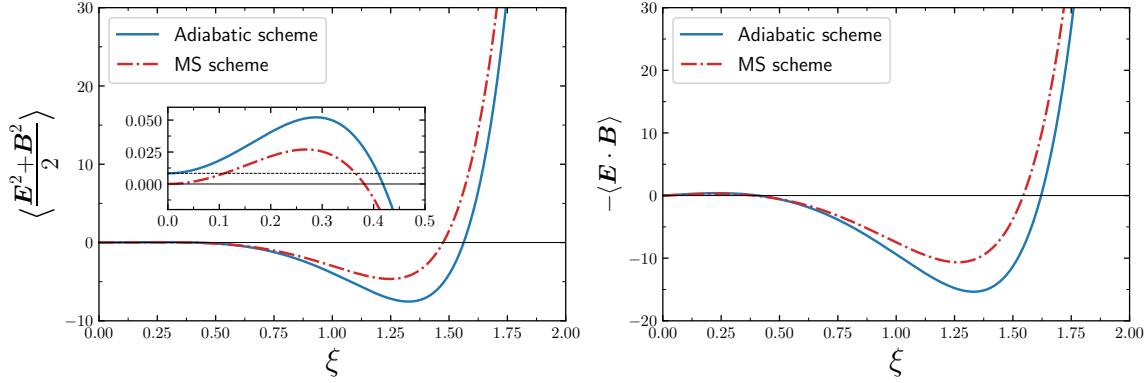 30
20
10
0
−10
⟨(E² + B²)/2⟩
Adiabatic scheme
MS scheme
0.050
0.025
0.000
0.0 0.1 0.2 0.3 0.4 0.5
0.00 0.25 0.50 0.75 1.00 1.25 1.50 1.75 2.00
ξ
30
20
10
0
−10
−20
−⟨E · B⟩
Adiabatic scheme
MS scheme
0.00 0.25 0.50 0.75 1.00 1.25 1.50 1.75 2.00
ξ